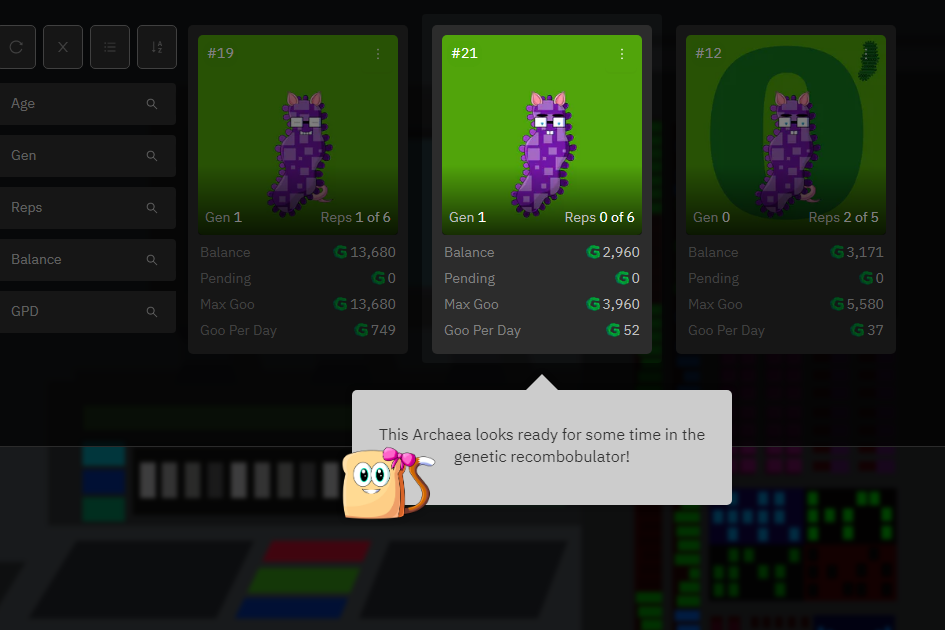 Age
Gen
Reps
Balance
GPD
#19
Gen 1 Reps 1 of 6
Balance G 13,680
Pending G 0
Max Goo G 13,680
Goo Per Day G 749
#21
Gen 1 Reps 0 of 6
Balance G 2,960
Pending G 0
Max Goo G 3,960
Goo Per Day G 52
#12
Gen 0 Reps 2 of 5
Balance G 3,171
Pending G 0
Max Goo G 5,580
Goo Per Day G 37
This Archaea looks ready for some time in the
genetic recombobulator!